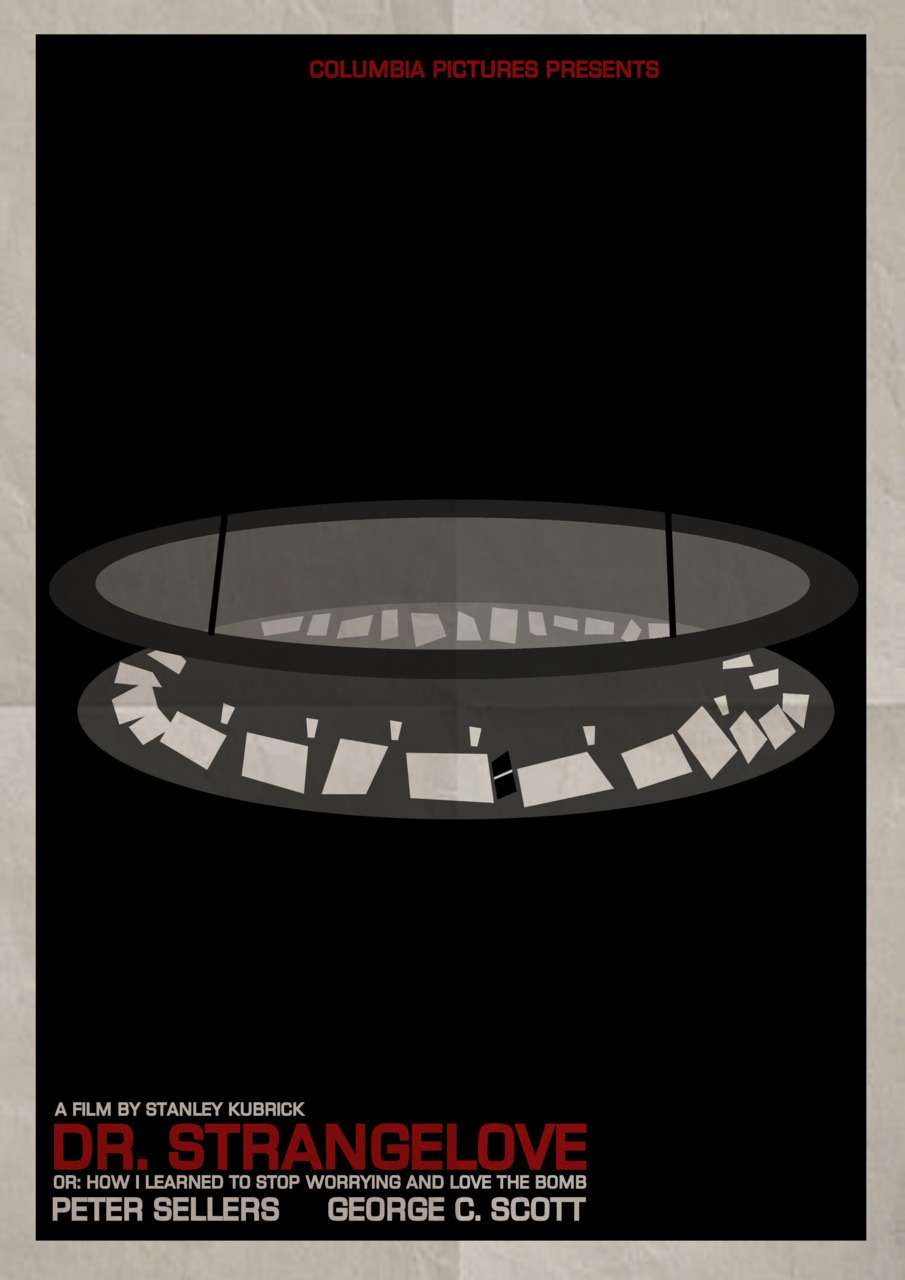 COLUMBIA PICTURES PRESENTS
A FILM BY STANLEY KUBRICK
DR. STRANGELOVE
OR: HOW I LEARNED TO STOP WORRYING AND LOVE THE BOMB
PETER SELLERS GEORGE C. SCOTT